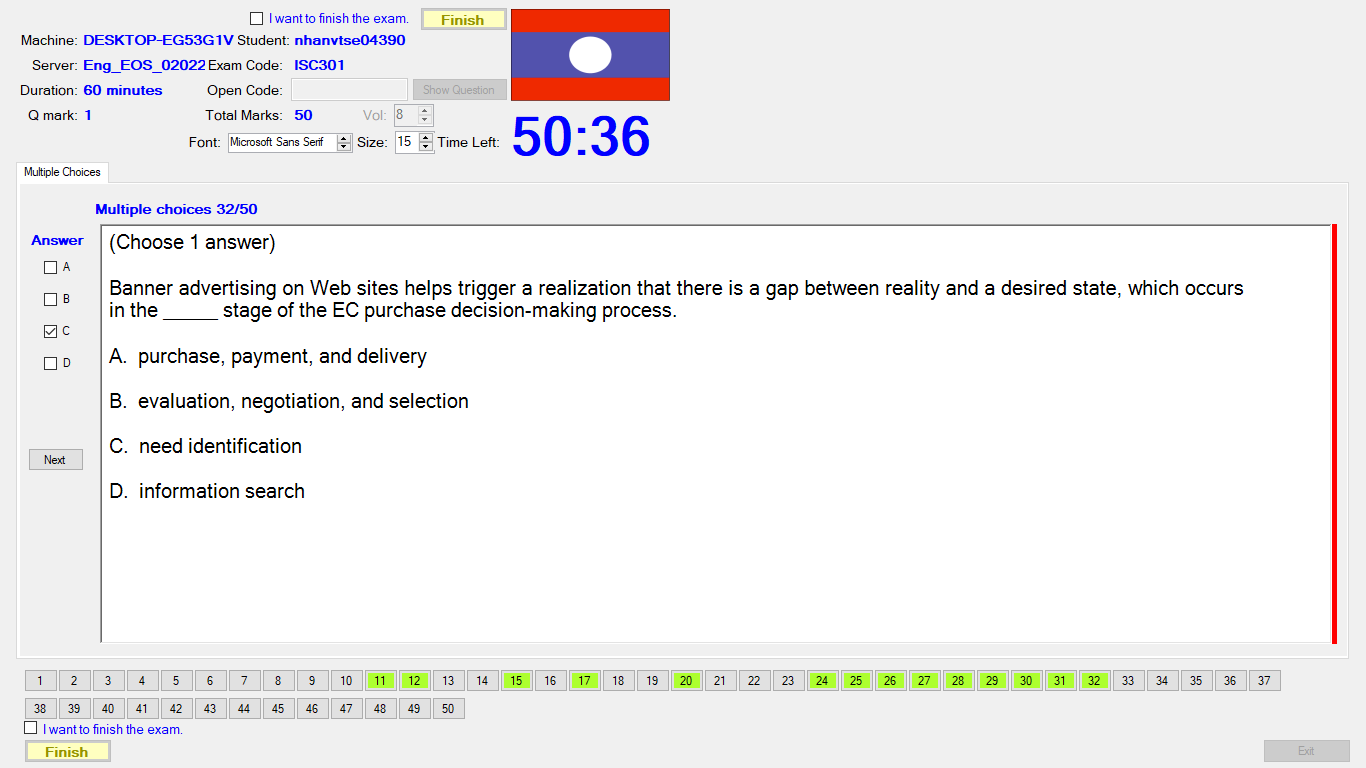 I want to finish the exam. Finish
Machine: DESKTOP-EG53G1V Student: nhanvtse04390
Server: Eng_EOS_02022 Exam Code: ISC301
Duration: 60 minutes Open Code: Show Question
Q mark: 1 Total Marks: 50 Vol: 8
Font: Microsoft Sans Serif Size: 15 Time Left: 50:36
Multiple Choices
Multiple choices 32/50
Answer
A
B
C
D
Next
(Choose 1 answer)
Banner advertising on Web sites helps trigger a realization that there is a gap between reality and a desired state, which occurs
in the _____ stage of the EC purchase decision-making process.
A. purchase, payment, and delivery
B. evaluation, negotiation, and selection
C. need identification
D. information search
1 2 3 4 5 6 7 8 9 10 11 12 13 14 15 16 17 18 19 20 21 22 23 24 25 26 27 28 29 30 31 32 33 34 35 36 37
38 39 40 41 42 43 44 45 46 47 48 49 50
I want to finish the exam.
Finish
Exit